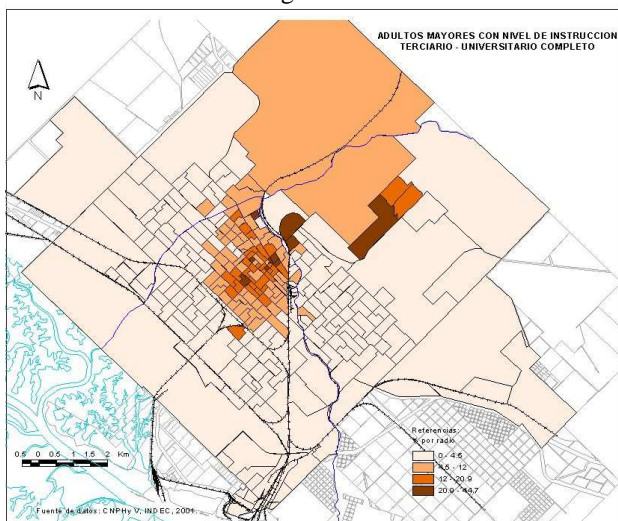 ADULTOS MAYORES CON NIVEL DE INSTRUCCION
TERCIARIO - UNIVERSITARIO COMPLETO
N
Referencias:
% por radio
0 - 4.6
4.6 - 12
12 - 20.9
20.9 - 44.7
0.5 0 0.5 1 1.5 2 Km
Fuente de datos: CNPHy V, INDEC, 2001.